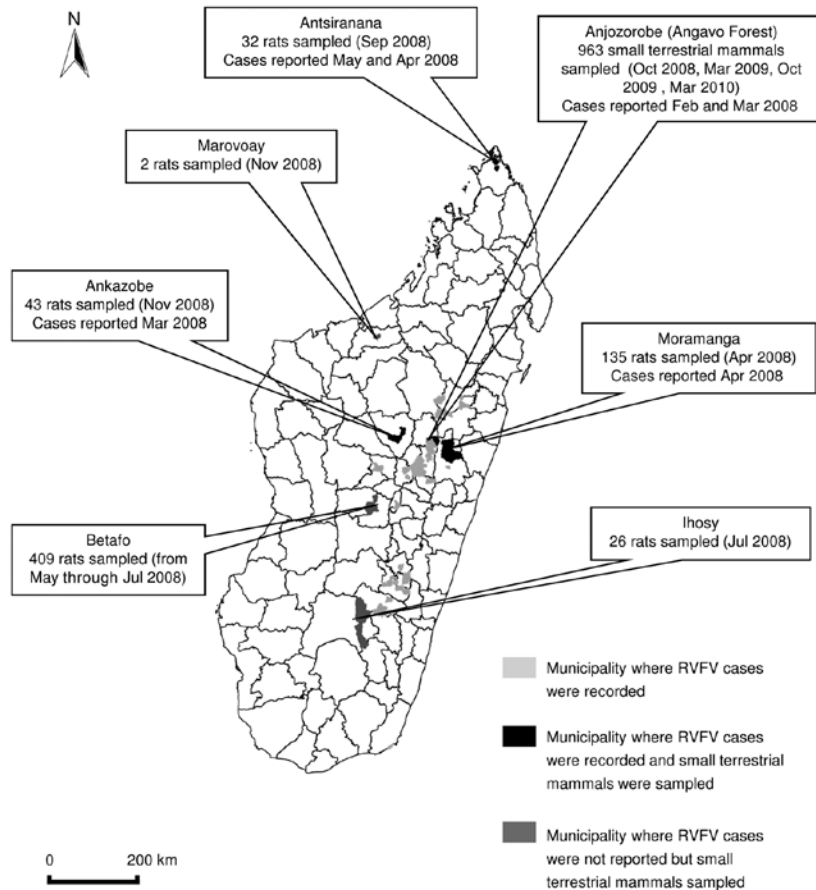 N
Antsiranana
32 rats sampled (Sep 2008)
Cases reported May and Apr 2008
Anjozorobe (Angavo Forest)
963 small terrestrial mammals
sampled (Oct 2008, Mar 2009, Oct
2009 , Mar 2010)
Cases reported Feb and Mar 2008
Marovoay
2 rats sampled (Nov 2008)
Ankazobe
43 rats sampled (Nov 2008)
Cases reported Mar 2008
Moramanga
135 rats sampled (Apr 2008)
Cases reported Apr 2008
Betafo
409 rats sampled (from
May through Jul 2008)
Ihosy
26 rats sampled (Jul 2008)
Municipality where RVFV cases
were recorded
Municipality where RVFV cases
were recorded and small terrestrial
mammals were sampled
Municipality where RVFV cases
were not reported but small
terrestrial mammals sampled
0 200 km